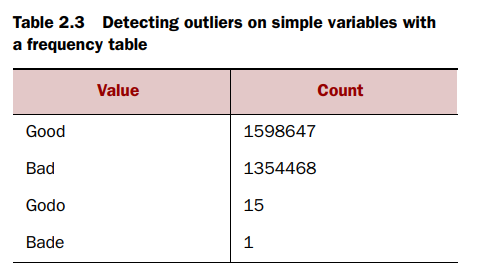 Table 2.3 Detecting outliers on simple variables with
a frequency table
Value Count
Good 1598647
Bad 1354468
Godo 15
Bade 1